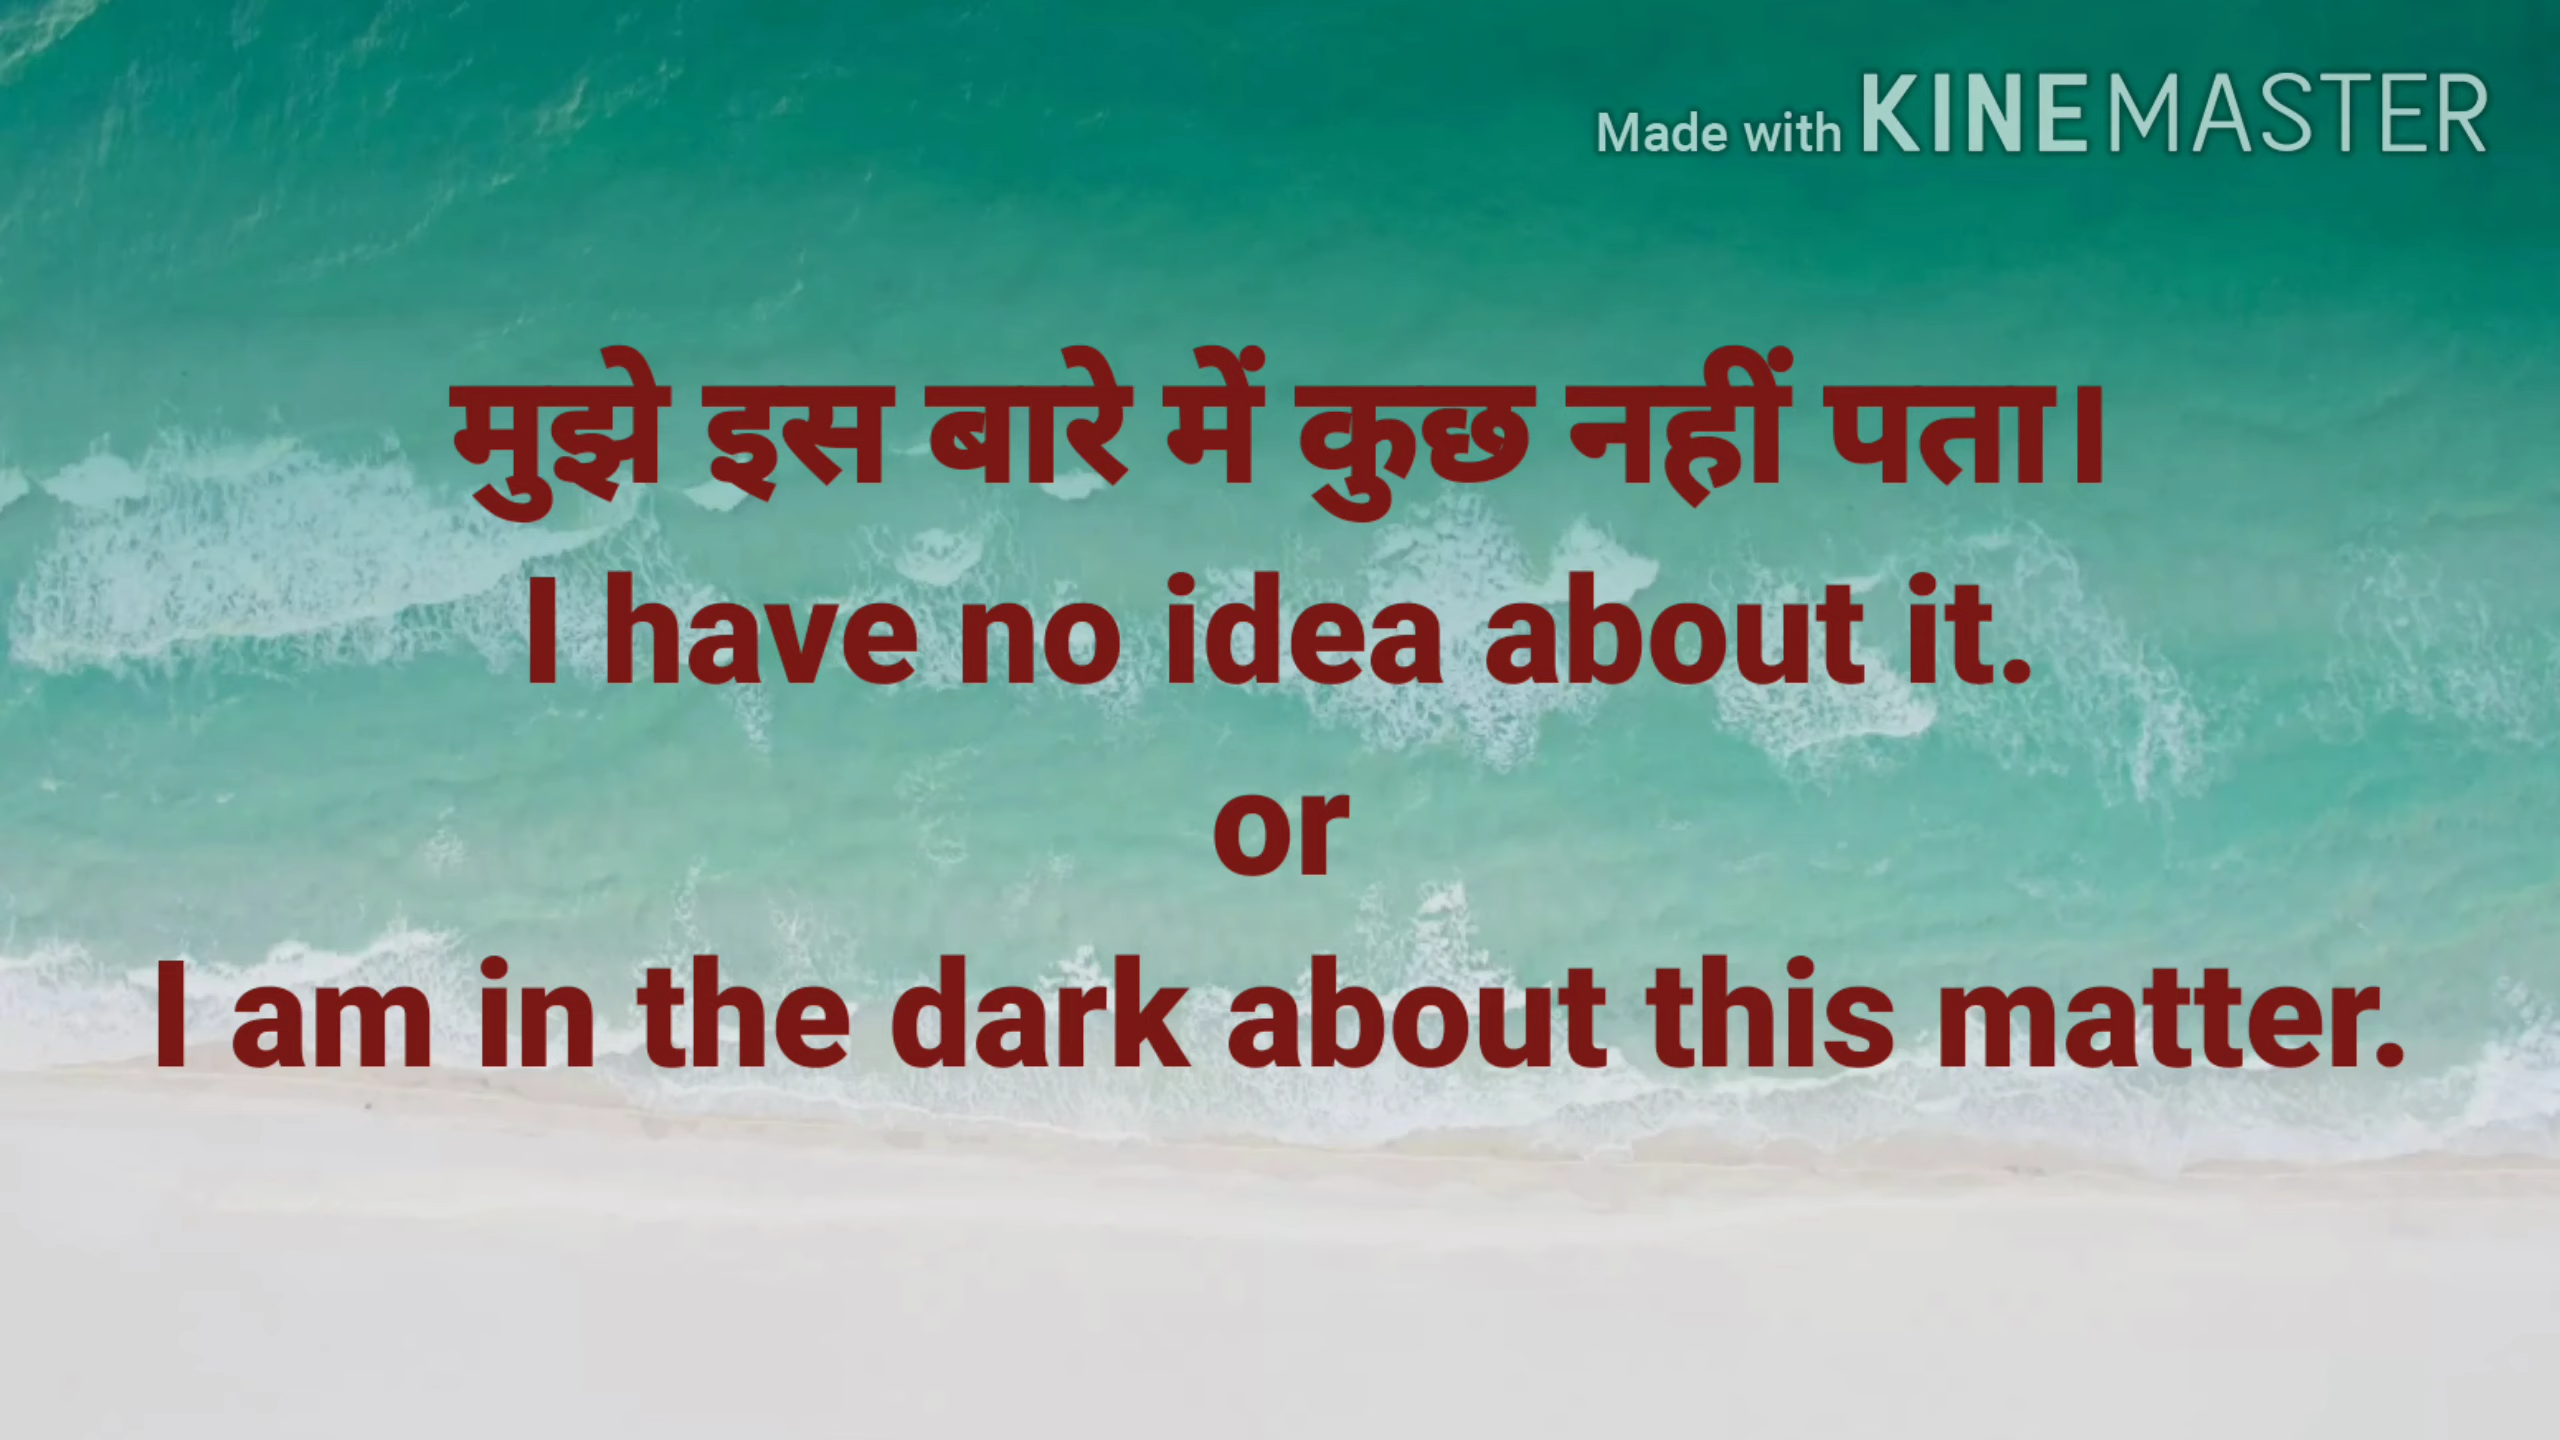 Made with KINEMASTER
मुझे इस बारे में कुछ नहीं पता।
I have no idea about it.
or
I am in the dark about this matter.